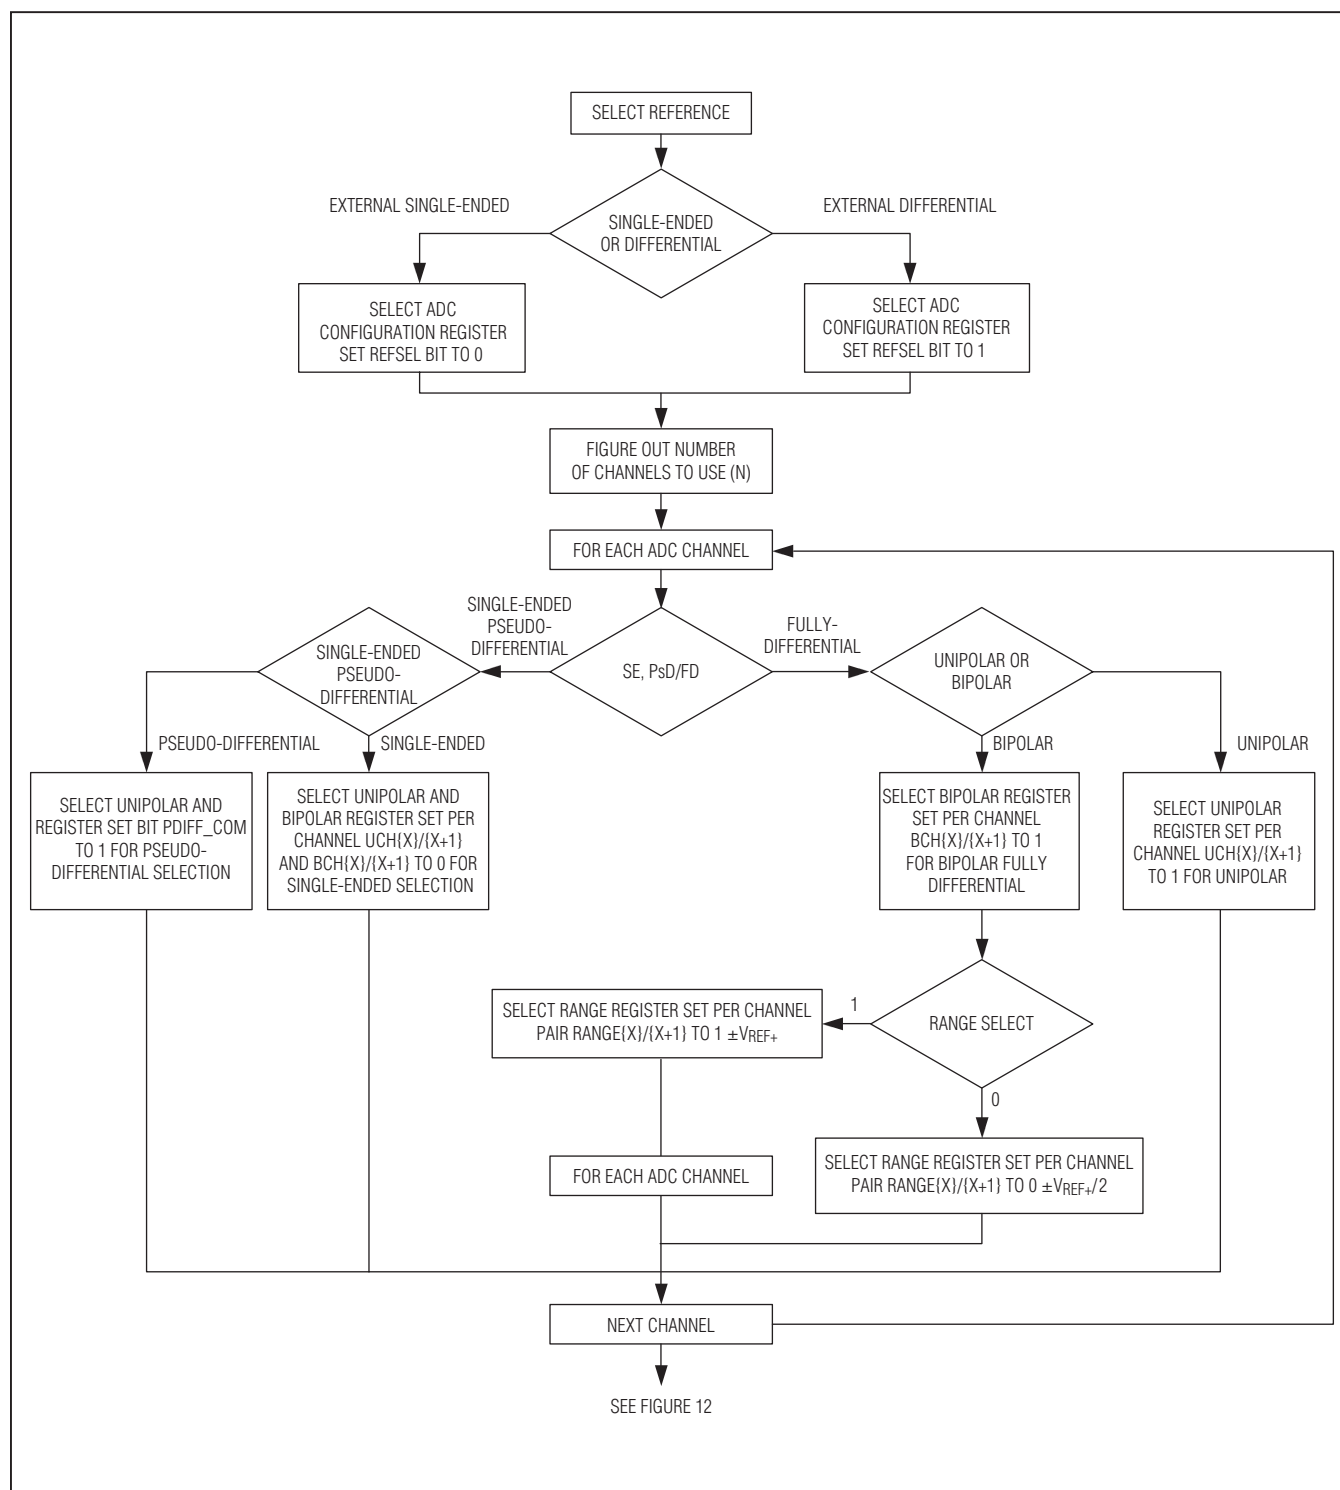 SELECT REFERENCE
EXTERNAL SINGLE-ENDED
EXTERNAL DIFFERENTIAL
SINGLE-ENDED
OR DIFFERENTIAL
SELECT ADC
CONFIGURATION REGISTER
SET REFSEL BIT TO 0
SELECT ADC
CONFIGURATION REGISTER
SET REFSEL BIT TO 1
FIGURE OUT NUMBER
OF CHANNELS TO USE (N)
FOR EACH ADC CHANNEL
SINGLE-ENDED
PSEUDO-
DIFFERENTIAL
FULLY-
DIFFERENTIAL
SINGLE-ENDED
PSEUDO-
DIFFERENTIAL
SE, PsD/FD
UNIPOLAR OR
BIPOLAR
PSEUDO-DIFFERENTIAL
SINGLE-ENDED
BIPOLAR
UNIPOLAR
SELECT UNIPOLAR AND
REGISTER SET BIT PDIFF_COM
TO 1 FOR PSEUDO-
DIFFERENTIAL SELECTION
SELECT UNIPOLAR AND
BIPOLAR REGISTER SET PER
CHANNEL UCH{X}/{X+1}
AND BCH{X}/{X+1} TO 0 FOR
SINGLE-ENDED SELECTION
SELECT BIPOLAR REGISTER
SET PER CHANNEL
BCH{X}/{X+1} TO 1
FOR BIPOLAR FULLY
DIFFERENTIAL
SELECT UNIPOLAR
REGISTER SET PER
CHANNEL UCH{X}/{X+1}
TO 1 FOR UNIPOLAR
SELECT RANGE REGISTER SET PER CHANNEL
PAIR RANGE{X}/{X+1} TO 1 ±VREF+
1
RANGE SELECT
0
FOR EACH ADC CHANNEL
SELECT RANGE REGISTER SET PER CHANNEL
PAIR RANGE{X}/{X+1} TO 0 ±VREF+/2
NEXT CHANNEL
SEE FIGURE 12